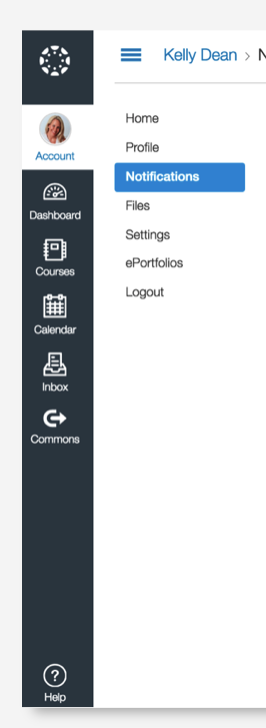 Kelly Dean > N
Home
Profile
Notifications
Files
Settings
ePortfolios
Logout
Account
Dashboard
Courses
Calendar
Inbox
Commons
Help